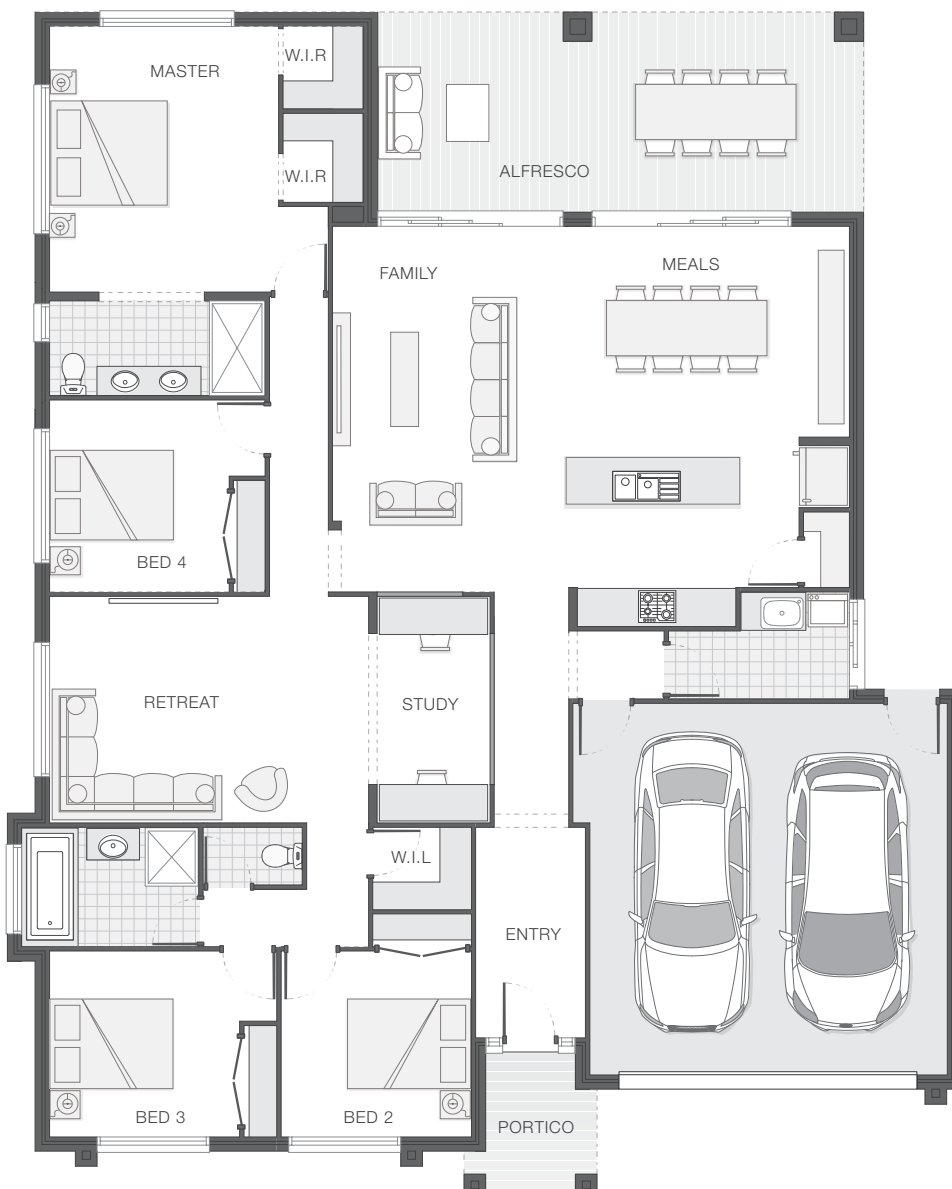 MASTER
W.I.R
W.I.R
ALFRESCO
FAMILY
MEALS
BED 4
RETREAT
STUDY
W.I.L
ENTRY
BED 3
BED 2
PORTICO